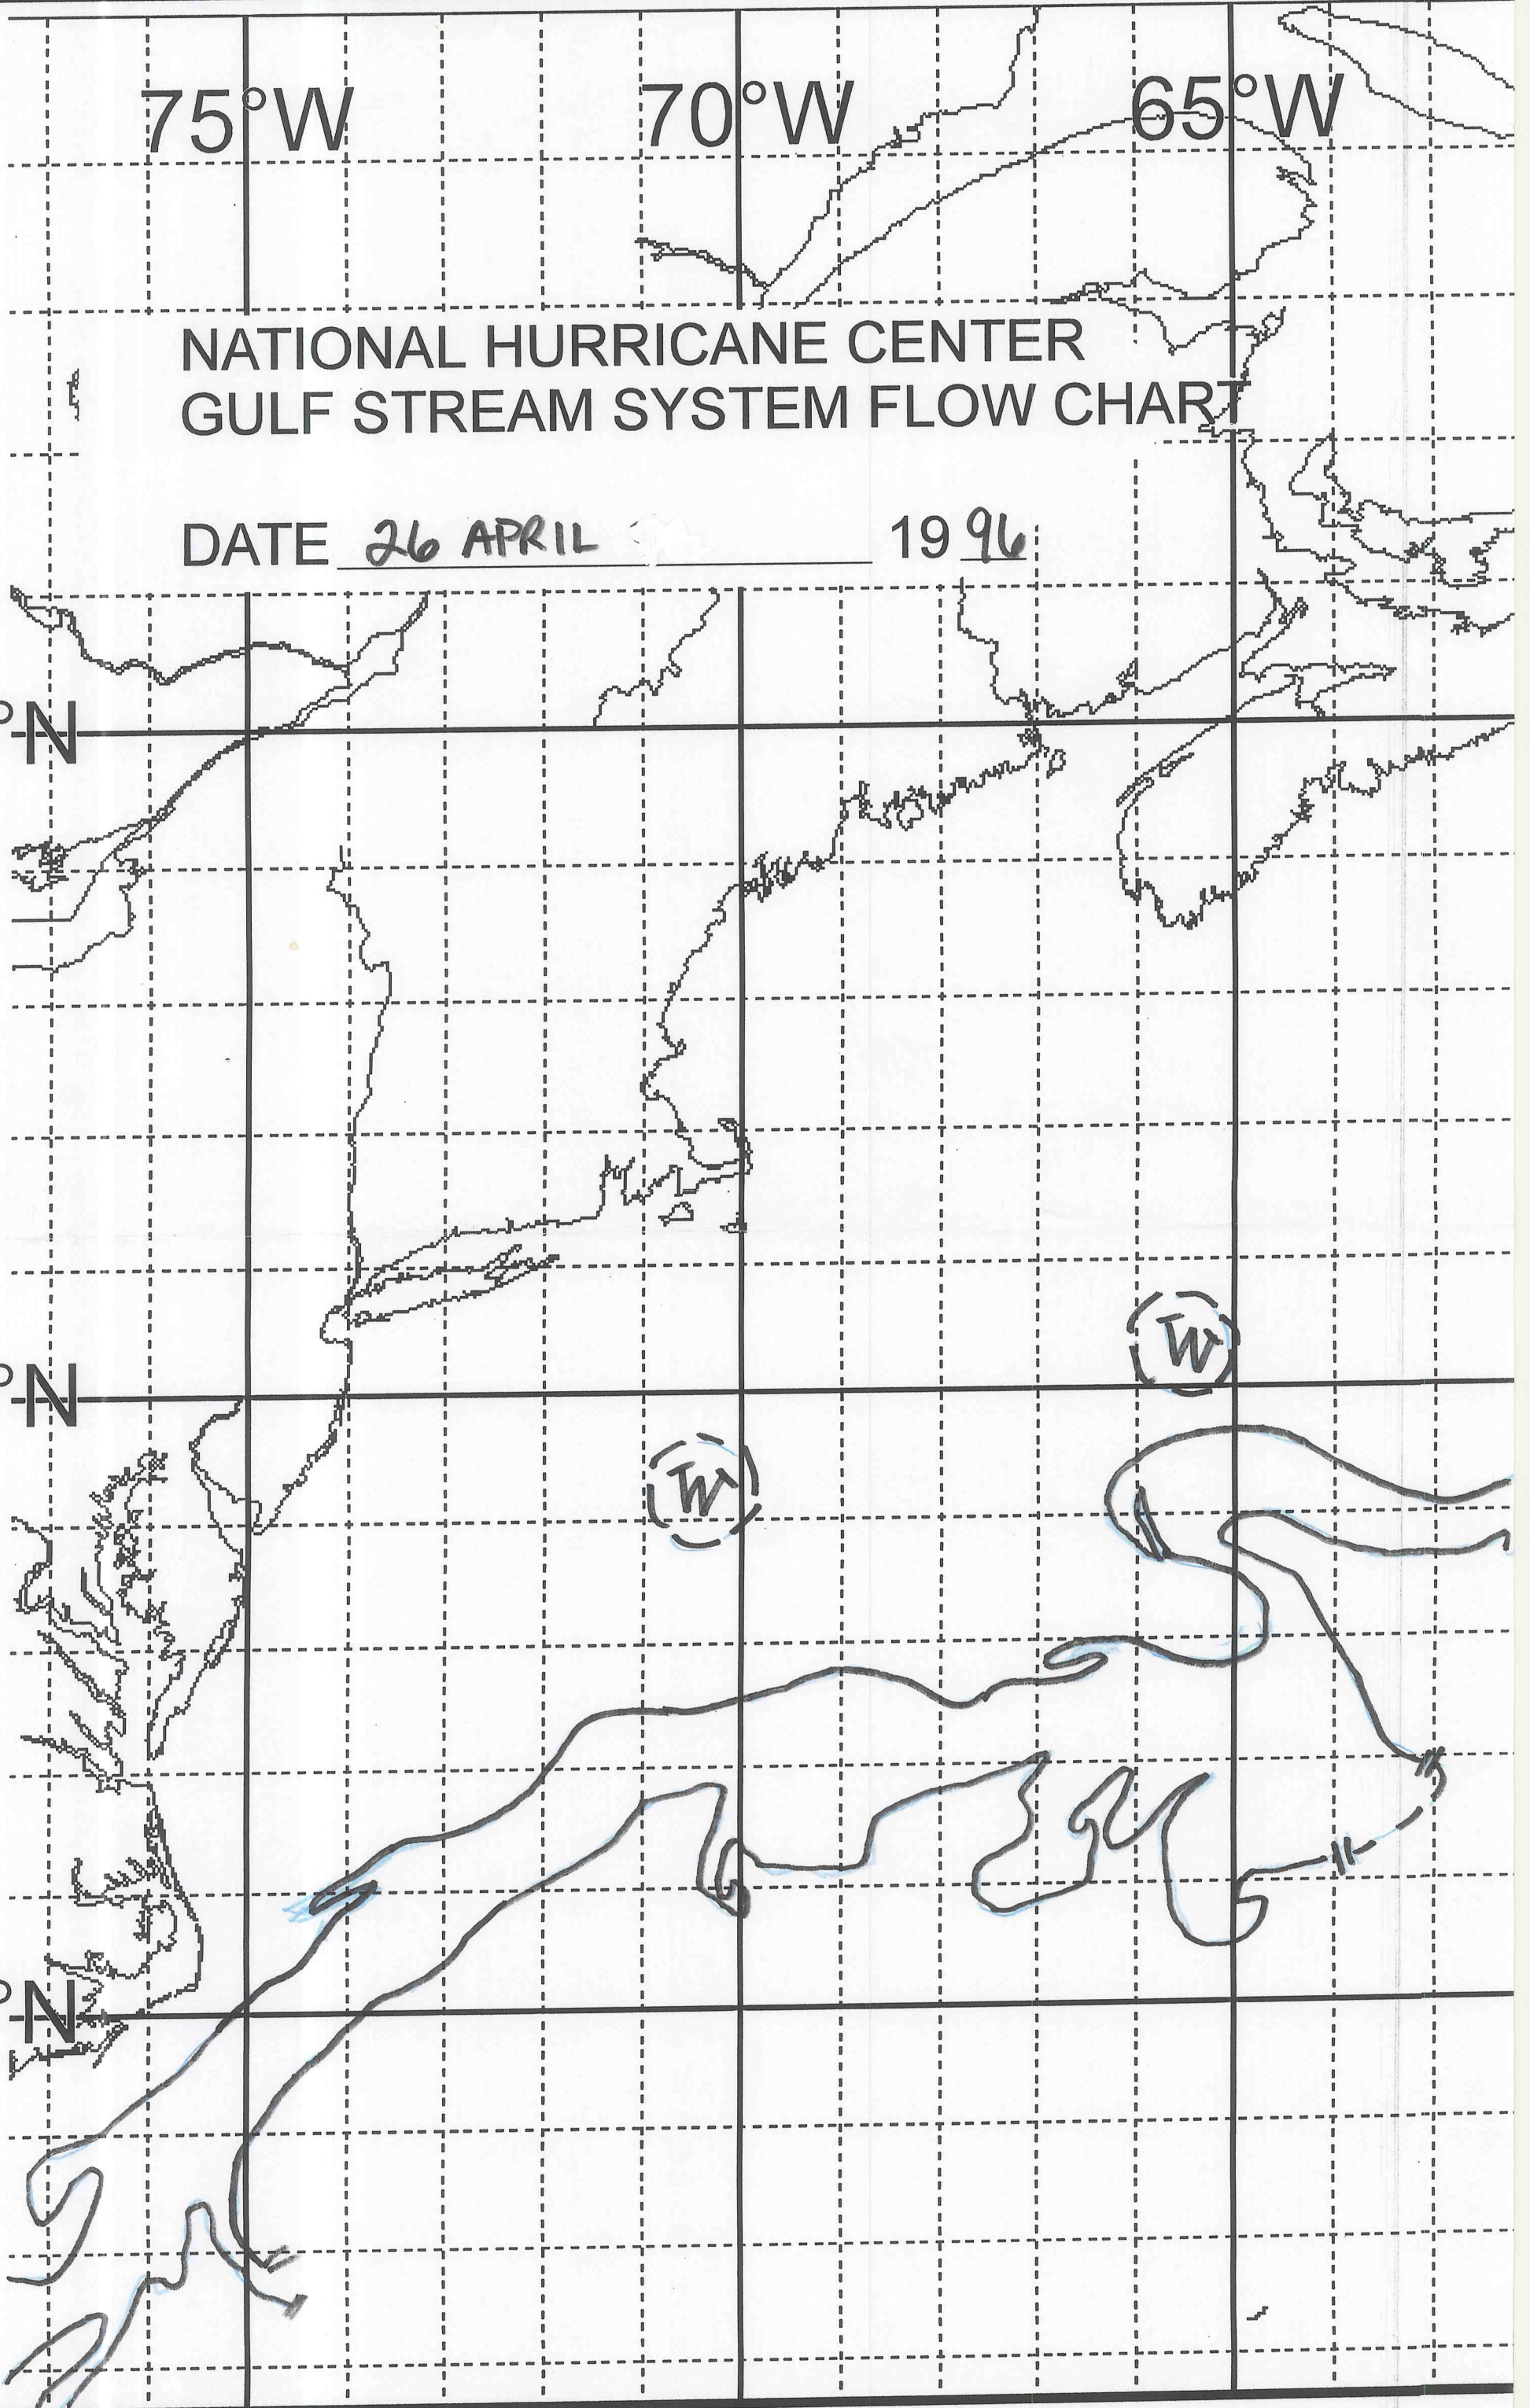 75°W 70°W 65°W
NATIONAL HURRICANE CENTER
GULF STREAM SYSTEM FLOW CHART
DATE 26 APRIL 1996
°N
W
°N
W
°N